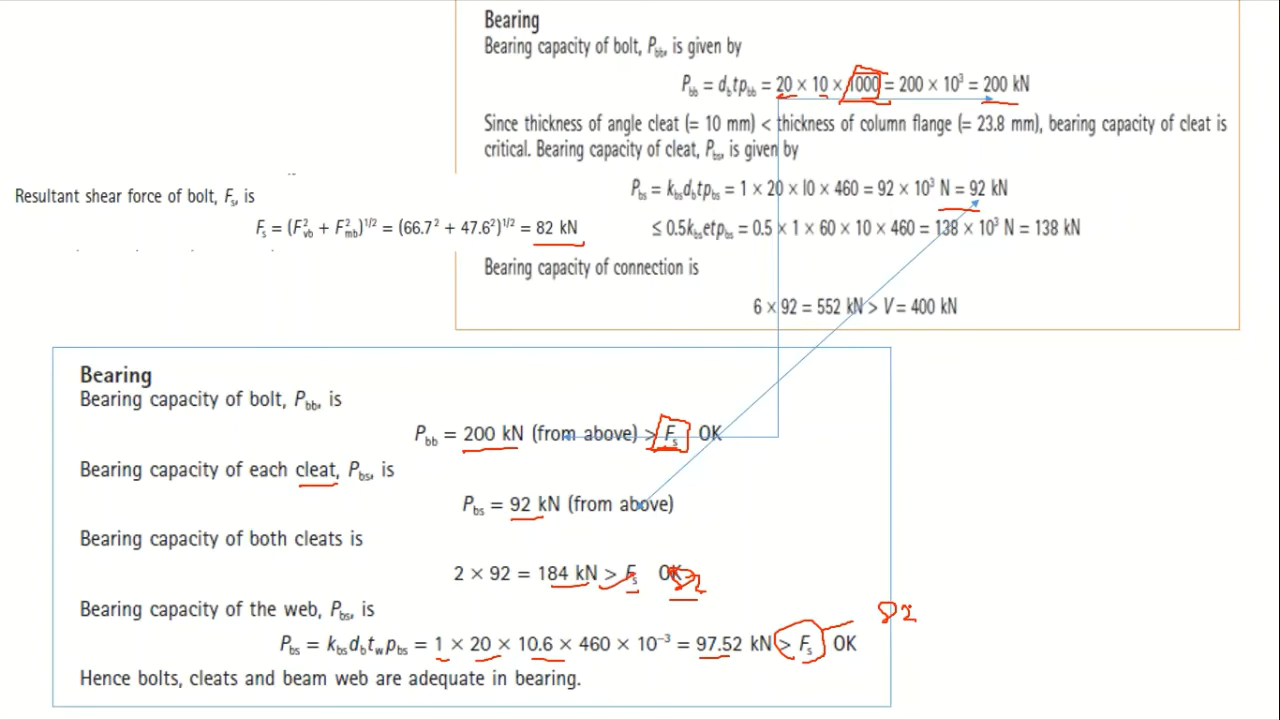 Bearing
Bearing capacity of bolt, Pbb, is given by
Pbb = dbtpbb = 20 × 10 × 1000 = 200 × 10³ = 200 kN
Since thickness of angle cleat (= 10 mm) < thickness of column flange (= 23.8 mm), bearing capacity of cleat is
critical. Bearing capacity of cleat, Pbs, is given by
Pbs = kbsdbtpbs = 1 × 20 × 10 × 460 = 92 × 10³ N = 92 kN
≤ 0.5kbsetpbs = 0.5 × 1 × 60 × 10 × 460 = 138 × 10³ N = 138 kN
Bearing capacity of connection is
6 × 92 = 552 kN > V = 400 kN
Resultant shear force of bolt, Fs, is
Fs = (F²vb + F²mb)^1/2 = (66.7² + 47.6²)^1/2 = 82 kN
Bearing
Bearing capacity of bolt, Pbb, is
Pbb = 200 kN (from above) > Fs OK
Bearing capacity of each cleat, Pbs, is
Pbs = 92 kN (from above)
Bearing capacity of both cleats is
2 × 92 = 184 kN > Fs OK
82
Bearing capacity of the web, Pbs, is
82
Pbs = kbsdbtwpbs = 1 × 20 × 10.6 × 460 × 10⁻³ = 97.52 kN > Fs OK
Hence bolts, cleats and beam web are adequate in bearing.